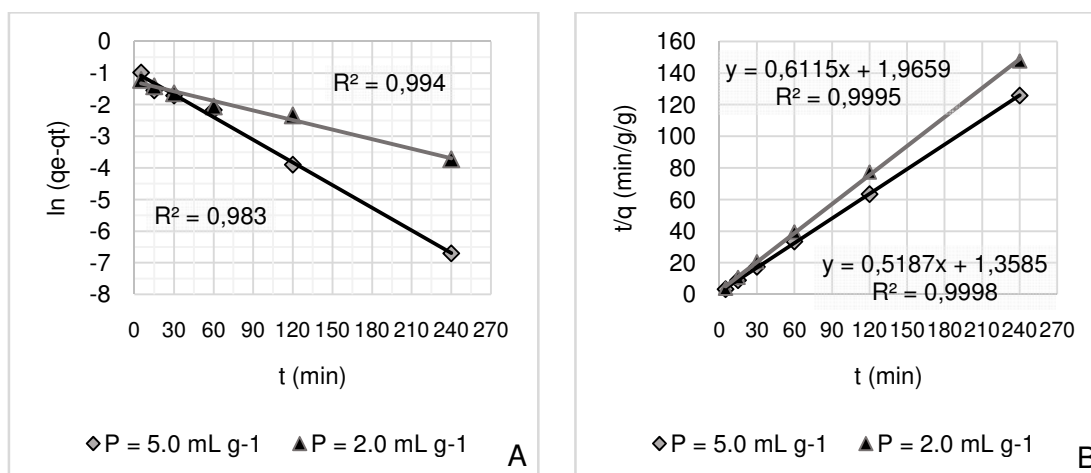 0
-1
-2
-3
-4
-5
-6
-7
-8
ln (qe-qt)
R² = 0,994
R² = 0,983
0 30 60 90 120 150 180 210 240 270
t (min)
P = 5.0 mL g-1 P = 2.0 mL g-1
A
160
140
120
100
80
60
40
20
0
t/q (min/g/g)
y = 0,6115x + 1,9659
R² = 0,9995
y = 0,5187x + 1,3585
R² = 0,9998
0 30 60 90 120 150 180 210 240 270
t (min)
P = 5.0 mL g-1 P = 2.0 mL g-1
B